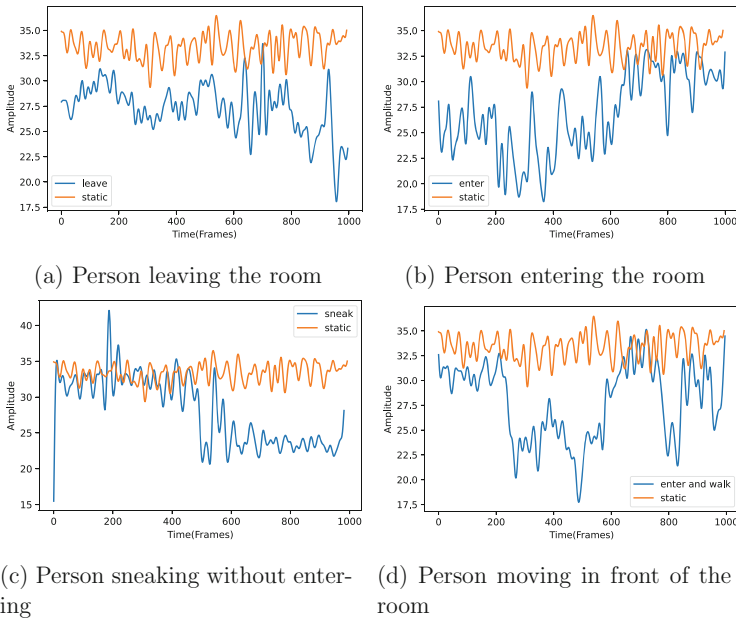 35.0
32.5
30.0
27.5
25.0
22.5
20.0
17.5
Amplitude
leave
static
0 200 400 600 800 1000
Time(Frames)
(a) Person leaving the room
35.0
32.5
30.0
27.5
25.0
22.5
20.0
17.5
Amplitude
enter
static
0 200 400 600 800 1000
Time(Frames)
(b) Person entering the room
40
35
30
25
20
15
Amplitude
sneak
static
0 200 400 600 800 1000
Time(Frames)
(c) Person sneaking without enter-
ing
35.0
32.5
30.0
27.5
25.0
22.5
20.0
17.5
Amplitude
enter and walk
static
0 200 400 600 800 1000
Time(Frames)
(d) Person moving in front of the
room